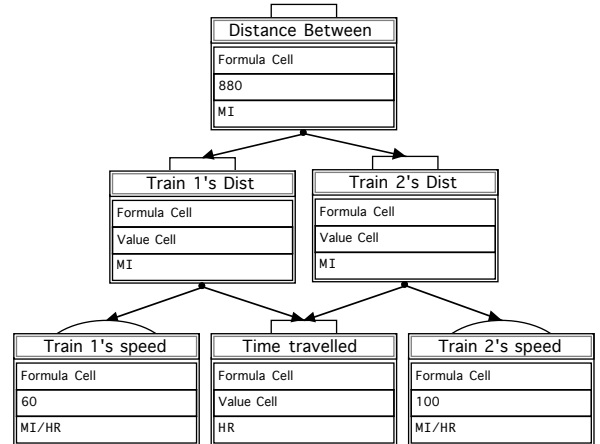 Distance Between
Formula Cell
880
MI
Train 1's Dist
Formula Cell
Value Cell
MI
Train 2's Dist
Formula Cell
Value Cell
MI
Train 1's speed
Formula Cell
60
MI/HR
Time travelled
Formula Cell
Value Cell
HR
Train 2's speed
Formula Cell
100
MI/HR